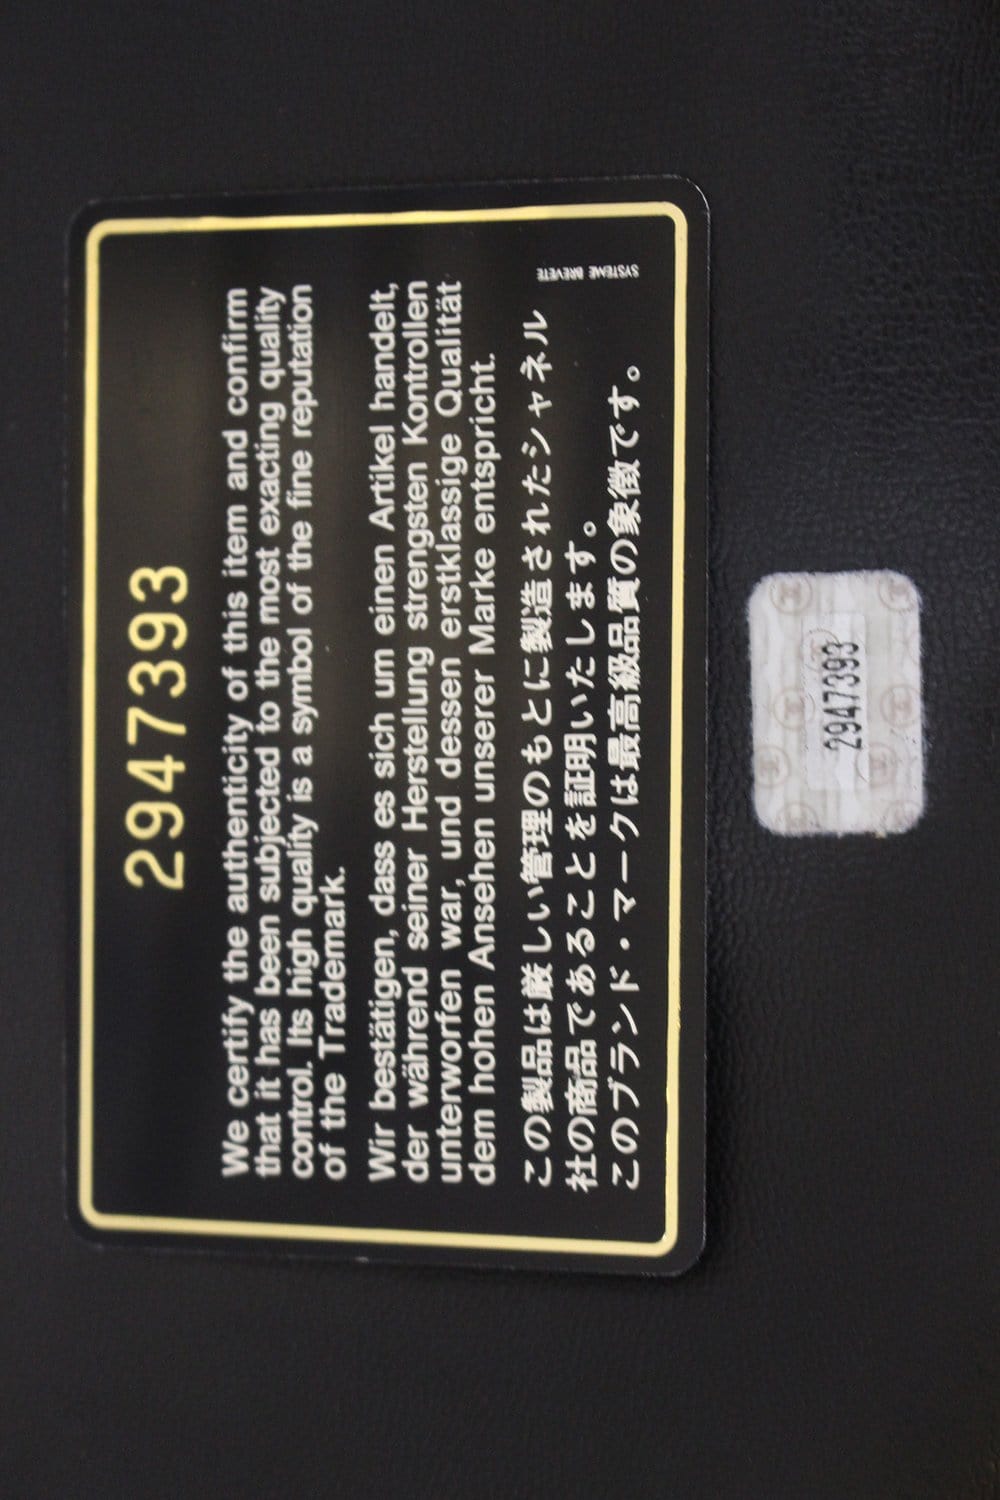 2947393
We certify the authenticity of this item and confirm
that it has been subjected to the most exacting quality
control. Its high quality is a symbol of the fine reputation
of the Trademark.
Wir bestätigen, dass es sich um einen Artikel handelt,
der während seiner Herstellung strengsten Kontrollen
unterworfen war, und dessen erstklassige Qualität
dem hohen Ansehen unserer Marke entspricht.
この製品は厳しい管理のもとに製造されたシャネル
社の商品であることを証明いたします。
このブランド・マークは最高級品質の象徴です。
SYSTEME BREVETE
2947393